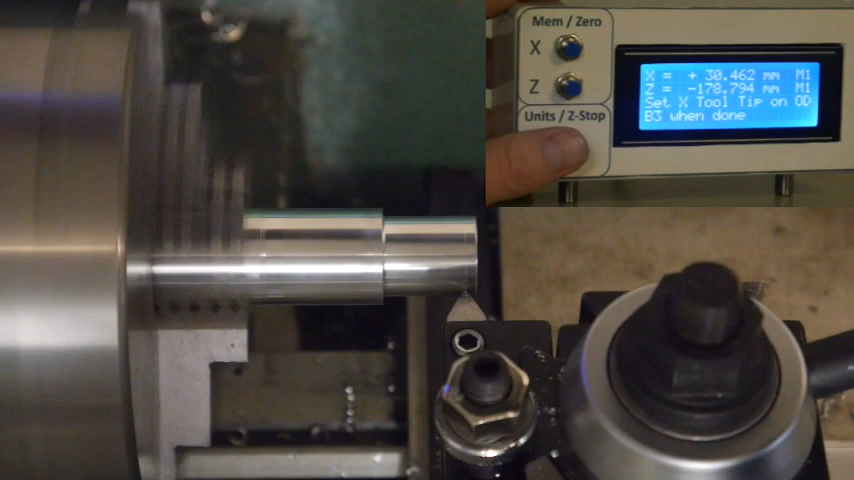 Mem / Zero
X
Z
Units / Z-Stop
X = + 30.462 mm M1
Z = -178.794 mm M1
Set X Tool Tip on OD
B3 when done